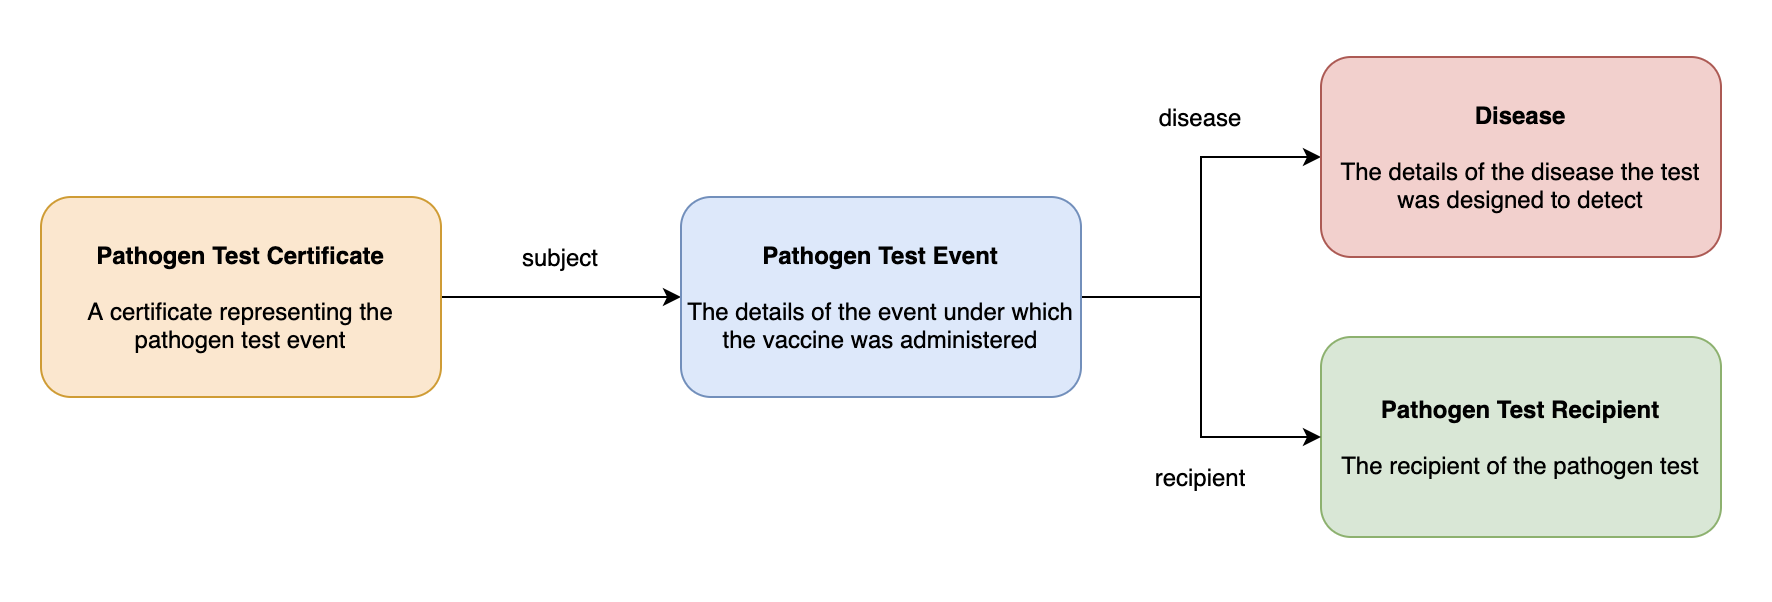 Pathogen Test Certificate
A certificate representing the
pathogen test event
subject
Pathogen Test Event
The details of the event under which
the vaccine was administered
disease
Disease
The details of the disease the test
was designed to detect
recipient
Pathogen Test Recipient
The recipient of the pathogen test